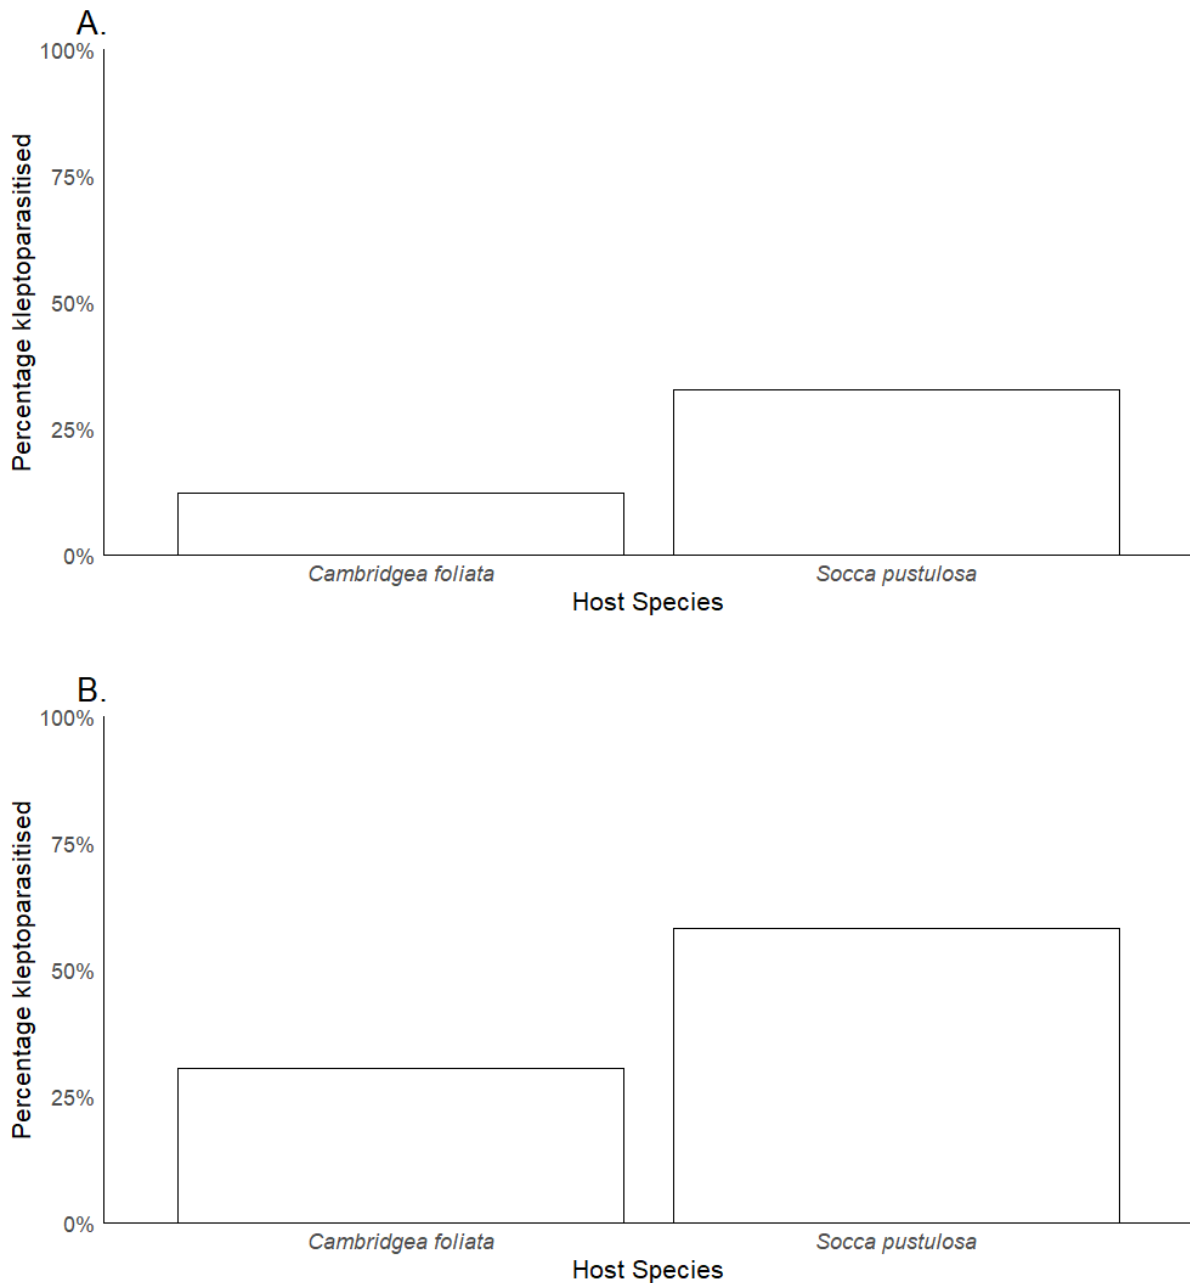 A.
100%
75%
50%
25%
0%
Percentage kleptoparasitised
Cambridgea foliata
Socca pustulosa
Host Species
B.
100%
75%
50%
25%
0%
Percentage kleptoparasitised
Cambridgea foliata
Socca pustulosa
Host Species